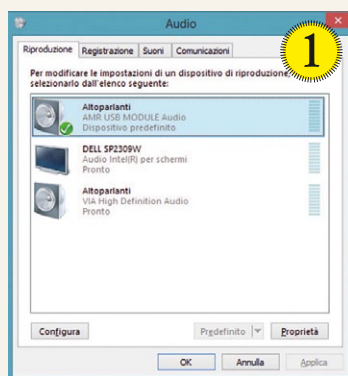 Audio
1
Riproduzione
Registrazione
Suoni
Comunicazioni
Per modificare le impostazioni di un dispositivo di riproduzione,
selezionarlo dall'elenco seguente:
Altoparlanti
AMR USB MODULE Audio
Dispositivo predefinito
DELL SP2309W
Audio Intel(R) per schermi
Pronto
Altoparlanti
VIA High Definition Audio
Pronto
Configura
Predefinito
Proprietà
OK
Annulla
Applica